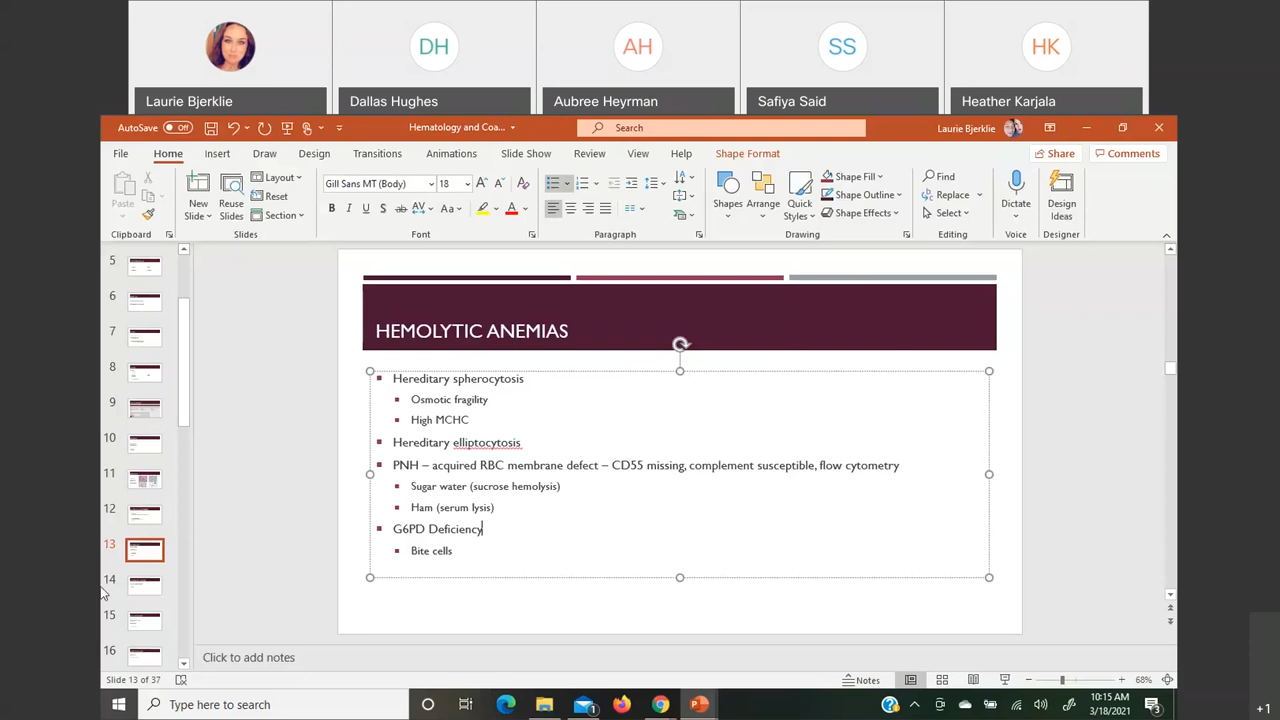 DH
AH
SS
HK
Laurie Bjerklie
Dallas Hughes
Aubree Heyrman
Safiya Said
Heather Karjala
AutoSave
Off
Hematology and Coa...
Search
Laurie Bjerklie
File
Home
Insert
Draw
Design
Transitions
Animations
Slide Show
Review
View
Help
Shape Format
Share
Comments
Paste
Clipboard
New
Slide
Reuse
Slides
Layout
Reset
Section
Slides
Gill Sans MT (Body)
18
Font
Paragraph
Shapes
Arrange
Quick
Styles
Shape Fill
Shape Outline
Shape Effects
Drawing
Find
Replace
Select
Editing
Dictate
Voice
Design
Ideas
Designer
5
6
7
8
9
10
11
12
13
14
15
16
HEMOLYTIC ANEMIAS
Hereditary spherocytosis
Osmotic fragility
High MCHC
Hereditary elliptocytosis
PNH – acquired RBC membrane defect – CD55 missing, complement susceptible, flow cytometry
Sugar water (sucrose hemolysis)
Ham (serum lysis)
G6PD Deficiency
Bite cells
Click to add notes
Slide 13 of 37
Notes
68%
Type here to search
10:15 AM
3/18/2021
3
+1